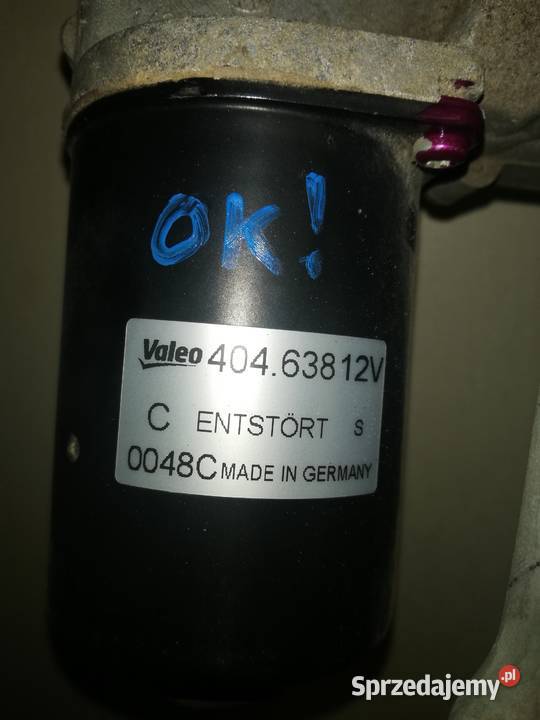 OK!
Valeo 404.638 12V
C ENTSTÖRT S
0048C MADE IN GERMANY
Sprzedajemy.pl